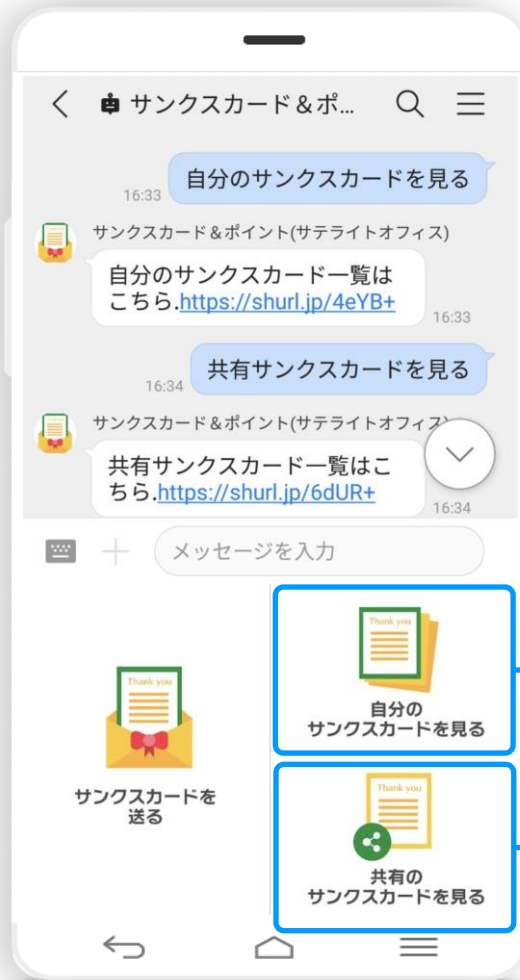 サンクスカード＆ポ...
自分のサンクスカードを見る
16:33
サンクスカード＆ポイント(サテライトオフィス)
自分のサンクスカード一覧は
こちら.https://shurl.jp/4eYB+
16:33
共有サンクスカードを見る
16:34
サンクスカード＆ポイント(サテライトオフィス)
共有サンクスカード一覧はこ
ちら.https://shurl.jp/6dUR+
16:34
メッセージを入力
Thank you
サンクスカードを
送る
Thank you
自分の
サンクスカードを見る
Thank you
共有の
サンクスカードを見る